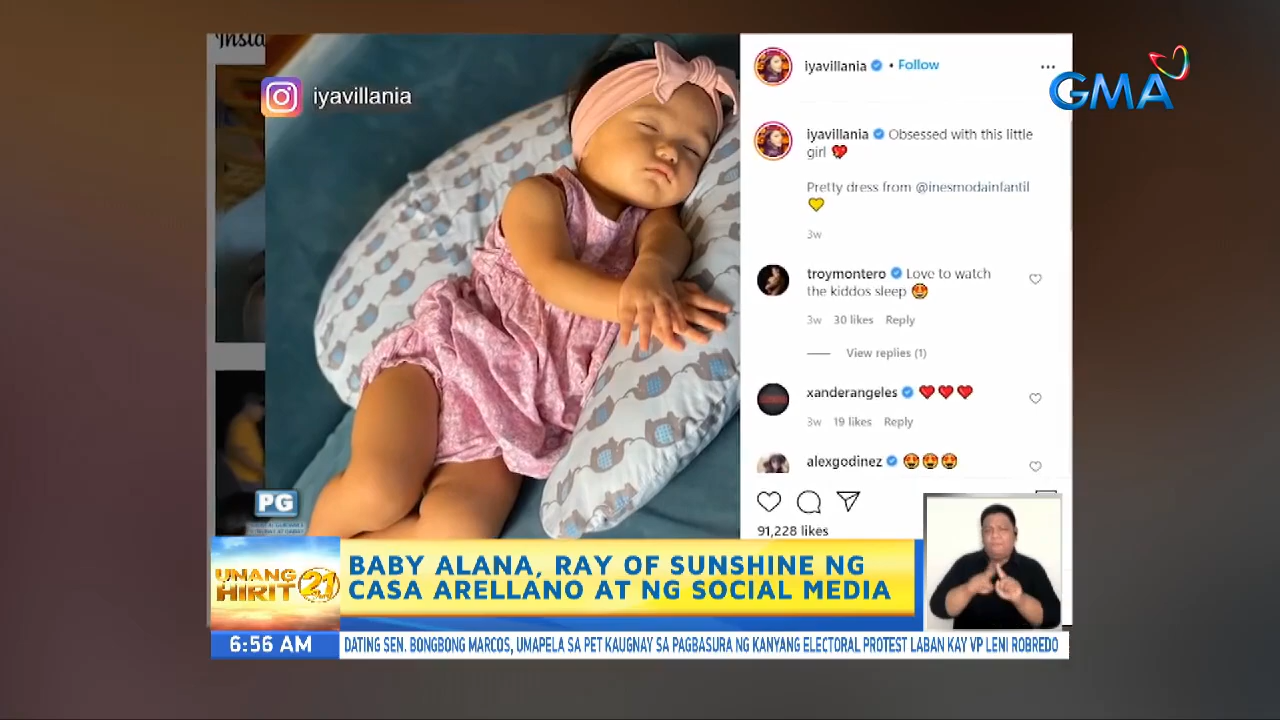 Insta
iyavillania
iyavillania • Follow
GMA
iyavillania Obsessed with this little
girl
Pretty dress from @inesmodainfantil
3w
troymontero Love to watch
the kiddos sleep
3w 30 likes Reply
View replies (1)
xanderangeles
3w 19 likes Reply
alexgodinez
91,228 likes
PG
UNANG
HIRIT 21
BABY ALANA, RAY OF SUNSHINE NG
CASA ARELLANO AT NG SOCIAL MEDIA
6:56 AM
DATING SEN. BONGBONG MARCOS, UMAPELA SA PET KAUGNAY SA PAGBASURA NG KANYANG ELECTORAL PROTEST LABAN KAY VP LENI ROBREDO